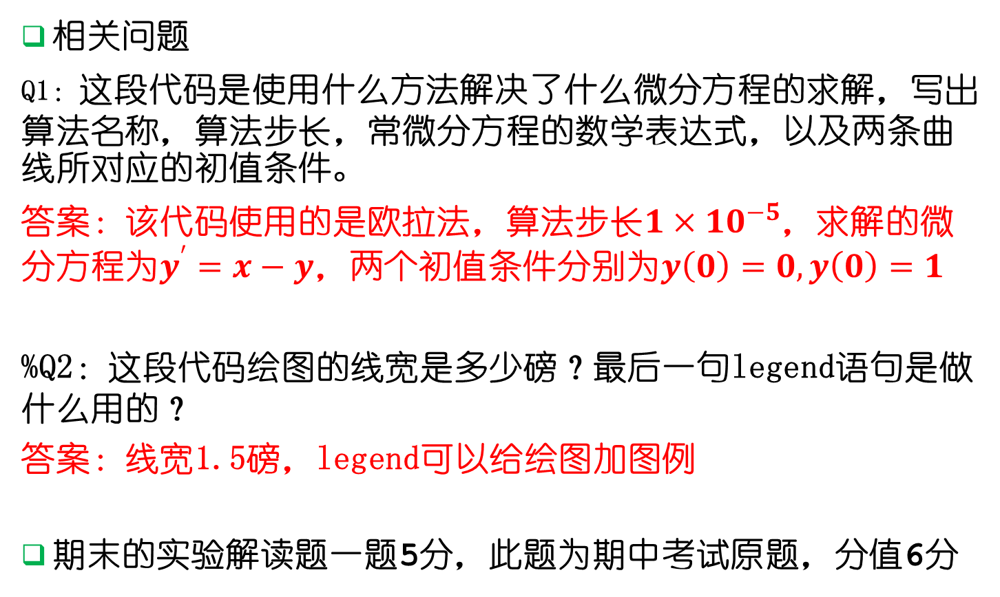 ❑ 相关问题
Q1: 这段代码是使用什么方法解决了什么微分方程的求解，写出
算法名称，算法步长，常微分方程的数学表达式，以及两条曲
线所对应的初值条件。
答案：该代码使用的是欧拉法，算法步长1 × 10⁻⁵，求解的微
分方程为y′ = x − y，两个初值条件分别为y(0) = 0, y(0) = 1
%Q2: 这段代码绘图的线宽是多少磅？最后一句legend语句是做
什么用的？
答案：线宽1.5磅，legend可以给绘图加图例
❑ 期末的实验解读题一题5分，此题为期中考试原题，分值6分